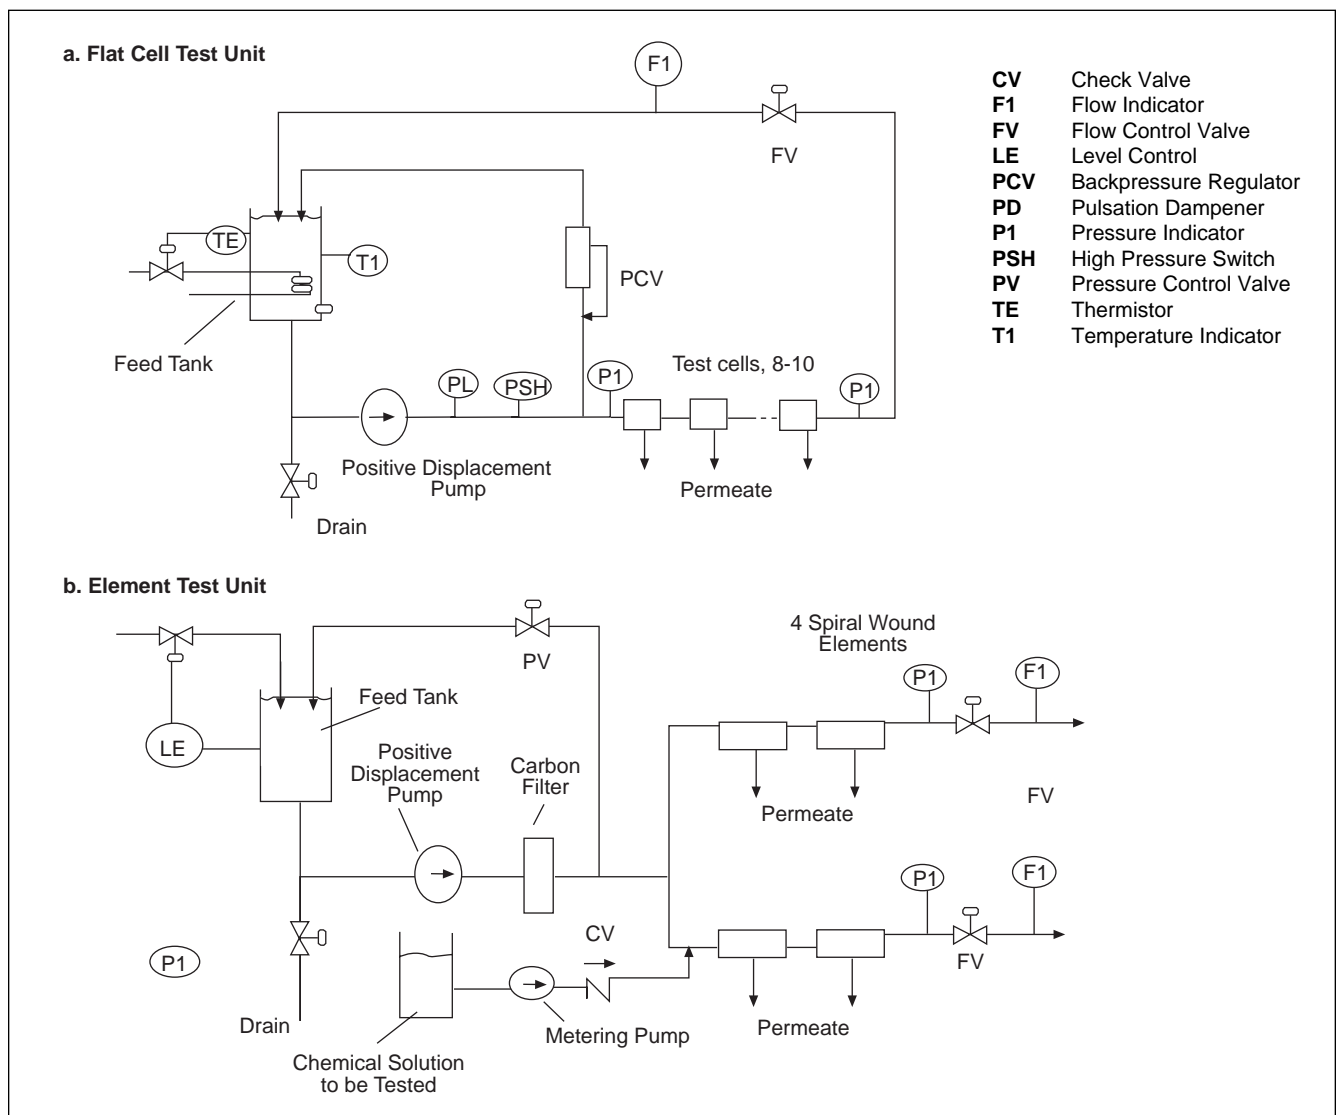 a. Flat Cell Test Unit
F1
FV
CV Check Valve
F1 Flow Indicator
FV Flow Control Valve
LE Level Control
PCV Backpressure Regulator
PD Pulsation Dampener
P1 Pressure Indicator
PSH High Pressure Switch
PV Pressure Control Valve
TE Thermistor
T1 Temperature Indicator
TE
T1
PCV
Feed Tank
PL
PSH
P1
Test cells, 8-10
P1
Positive Displacement
Pump
Permeate
Drain
b. Element Test Unit
PV
4 Spiral Wound
Elements
P1
F1
Feed Tank
LE
Positive
Displacement
Pump
Carbon
Filter
Permeate
FV
P1
F1
P1
CV
FV
Drain
Metering Pump
Permeate
Chemical Solution
to be Tested